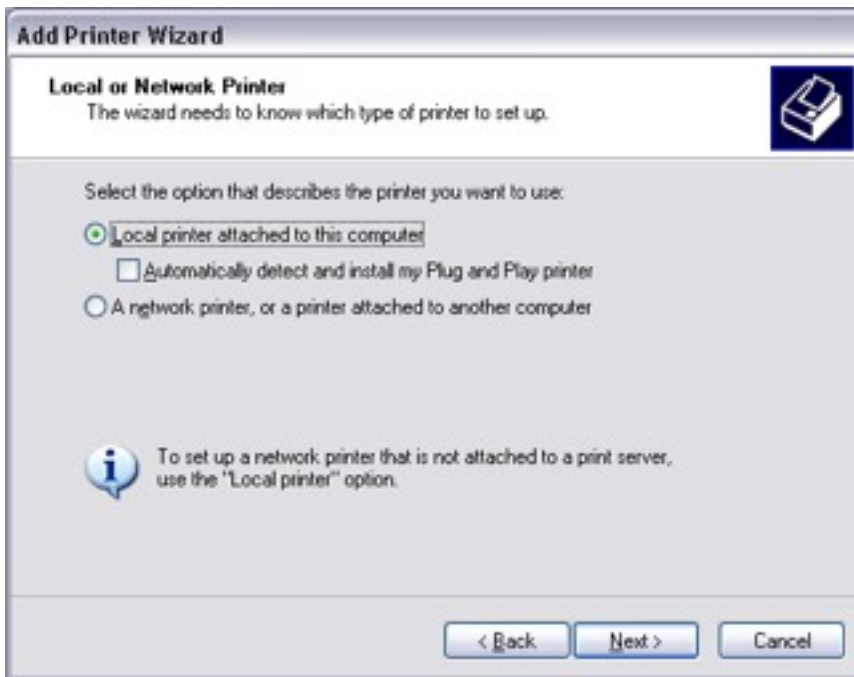 Add Printer Wizard
Local or Network Printer
The wizard needs to know which type of printer to set up.
Select the option that describes the printer you want to use:
Local printer attached to this computer
Automatically detect and install my Plug and Play printer
A network printer, or a printer attached to another computer
To set up a network printer that is not attached to a print server,
use the "Local printer" option.
< Back Next > Cancel